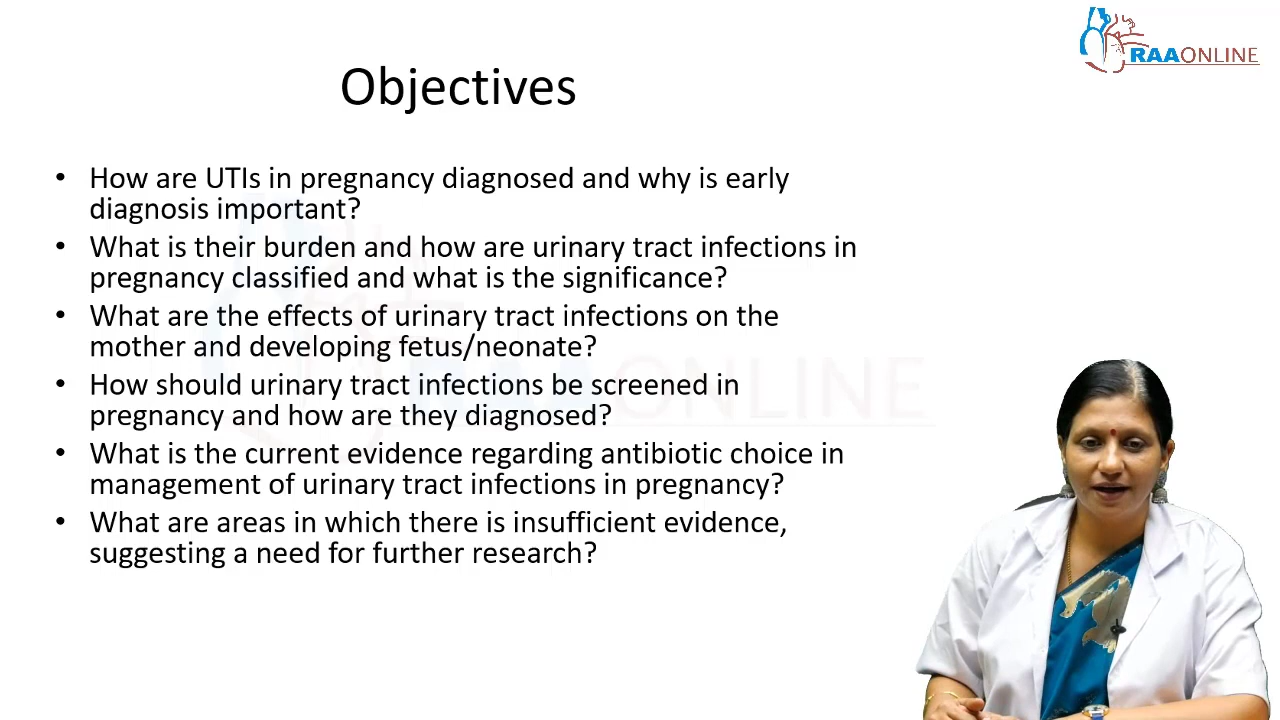 RAAONLINE
Objectives
• How are UTIs in pregnancy diagnosed and why is early
diagnosis important?
• What is their burden and how are urinary tract infections in
pregnancy classified and what is the significance?
• What are the effects of urinary tract infections on the
mother and developing fetus/neonate?
• How should urinary tract infections be screened in
pregnancy and how are they diagnosed?
• What is the current evidence regarding antibiotic choice in
management of urinary tract infections in pregnancy?
• What are areas in which there is insufficient evidence,
suggesting a need for further research?
ONLINE